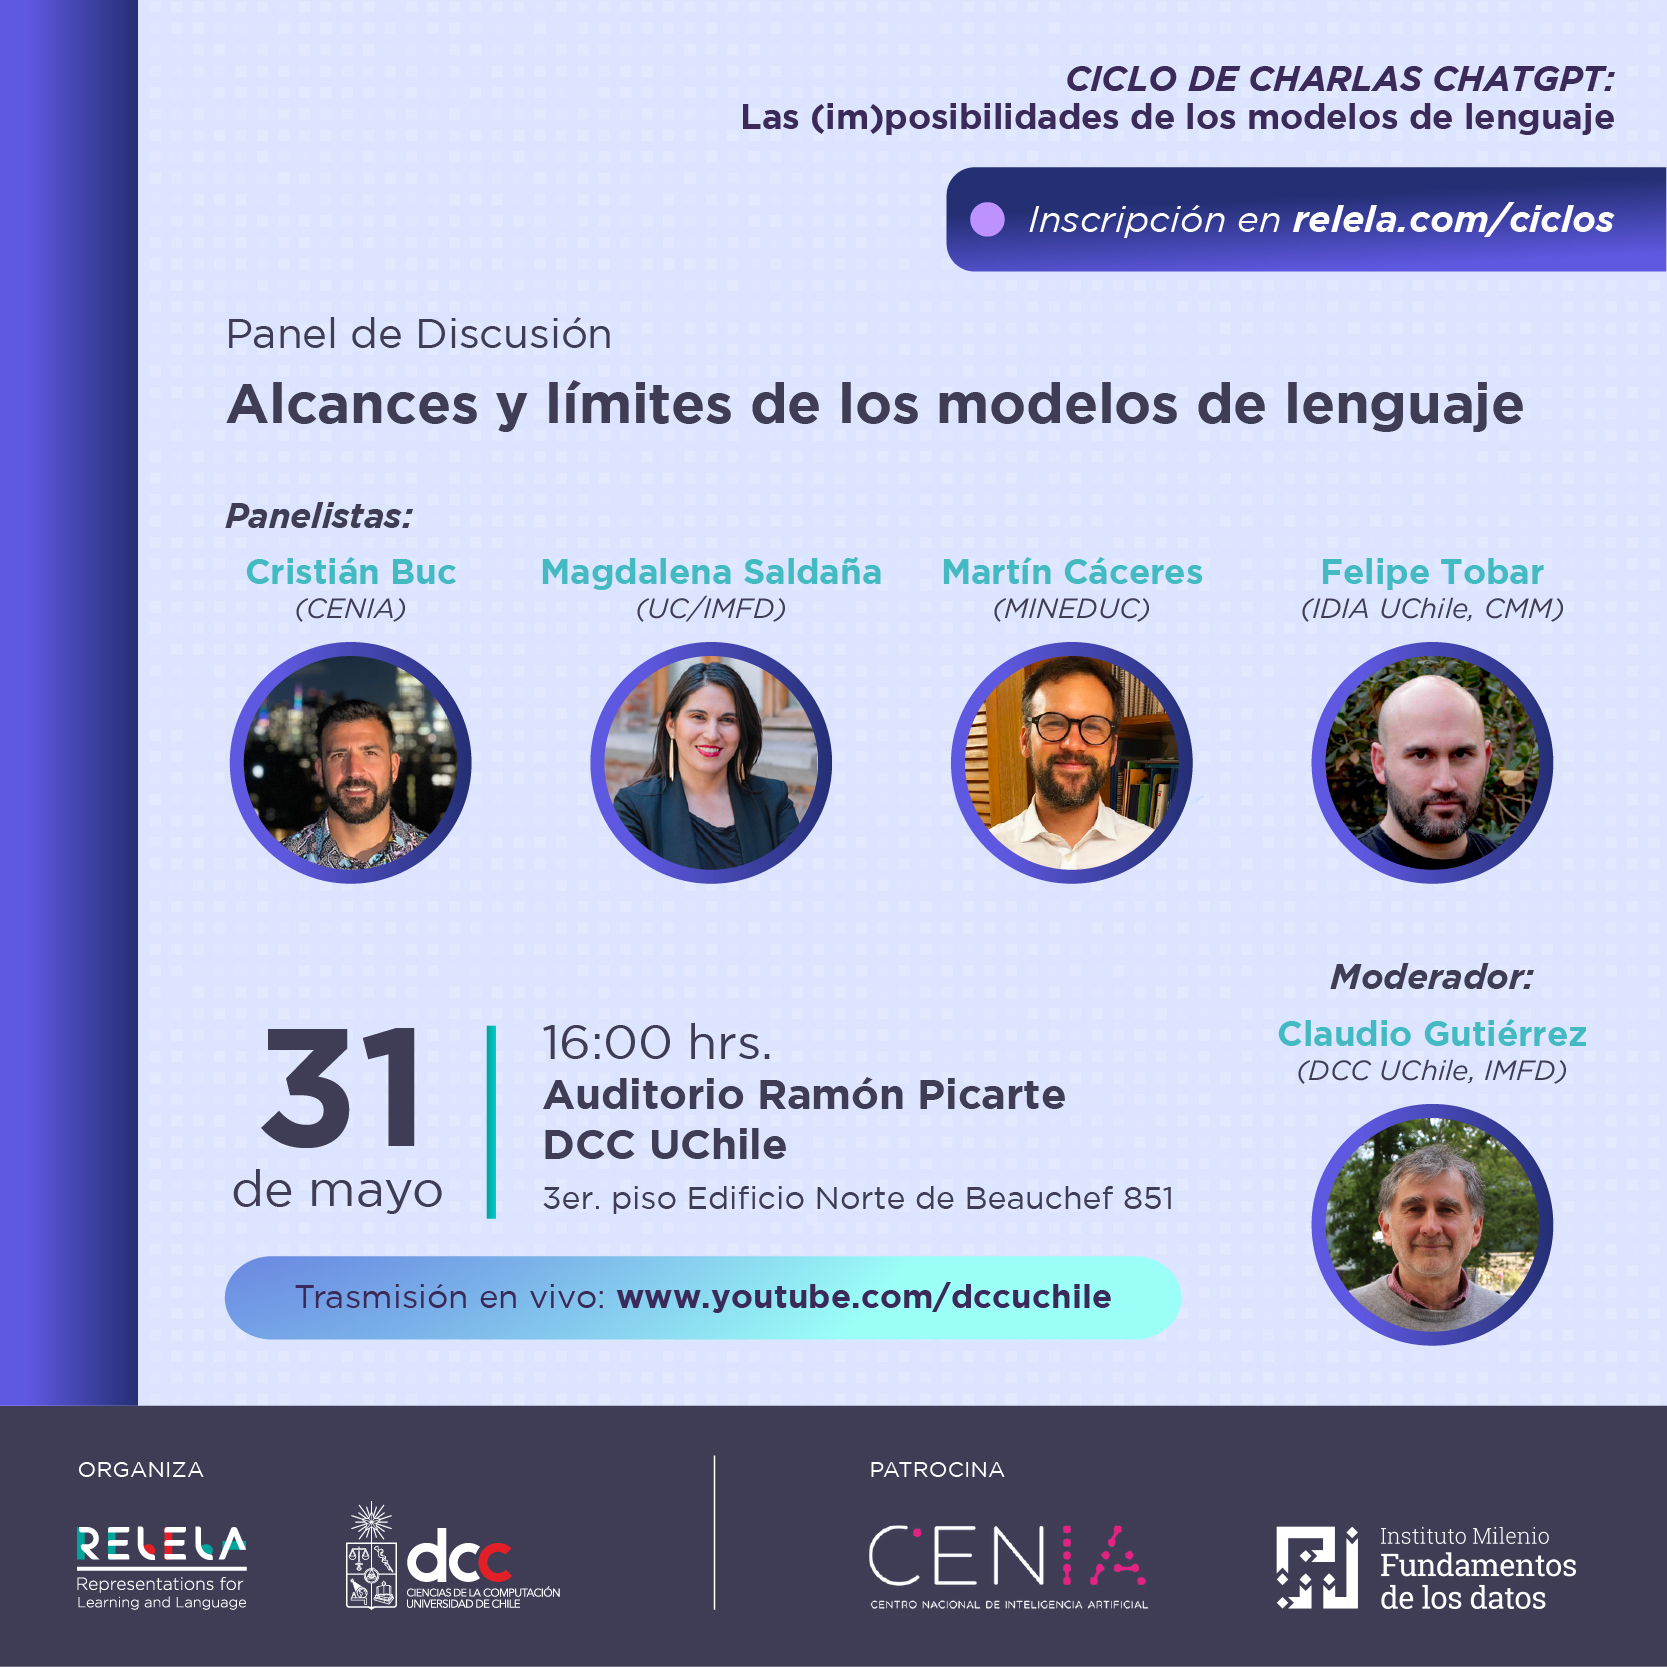 CICLO DE CHARLAS CHATGPT:
Las (im)posibilidades de los modelos de lenguaje
Inscripción en relela.com/ciclos
Panel de Discusión
Alcances y límites de los modelos de lenguaje
Panelistas:
Cristián Buc
(CENIA)
Magdalena Saldaña
(UC/IMFD)
Martín Cáceres
(MINEDUC)
Felipe Tobar
(IDIA UChile, CMM)
31
de mayo
16:00 hrs.
Auditorio Ramón Picarte
DCC UChile
3er. piso Edificio Norte de Beauchef 851
Moderador:
Claudio Gutiérrez
(DCC UChile, IMFD)
Trasmisión en vivo: www.youtube.com/dccuchile
ORGANIZA
RELELA
Representations for
Learning and Language
dcc
CIENCIAS DE LA COMPUTACIÓN
UNIVERSIDAD DE CHILE
PATROCINA
CENIA
CENTRO NACIONAL DE INTELIGENCIA ARTIFICIAL
Instituto Milenio
Fundamentos
de los datos